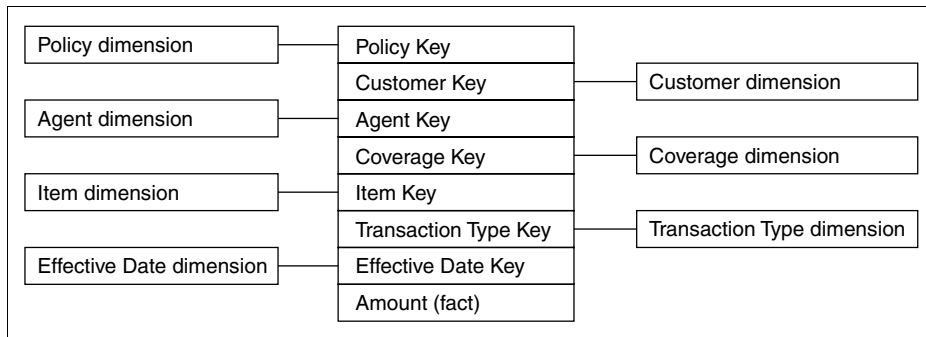 Policy dimension
Policy Key
Customer Key
Customer dimension
Agent dimension
Agent Key
Coverage Key
Coverage dimension
Item dimension
Item Key
Transaction Type Key
Transaction Type dimension
Effective Date dimension
Effective Date Key
Amount (fact)